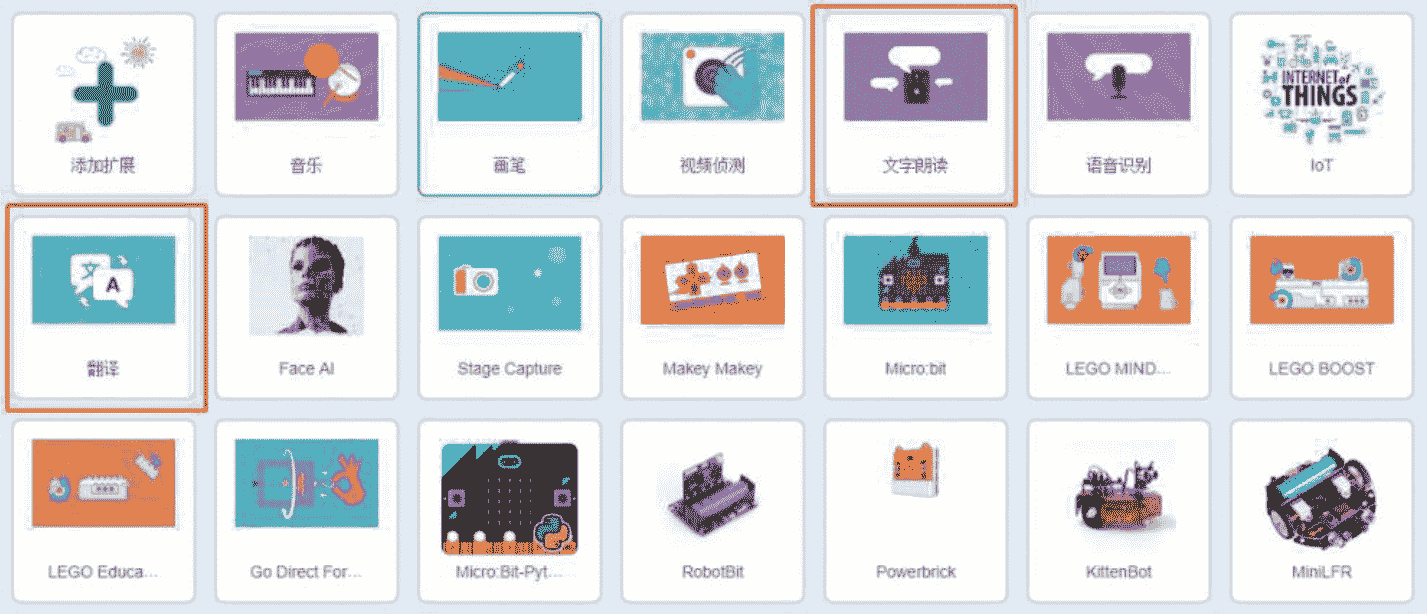 添加扩展
音乐
画笔
视频侦测
文字朗读
语音识别
INTERNET of
THINGS
IoT
文
A
翻译
Face AI
Stage Capture
Makey Makey
Micro:bit
LEGO MIND...
LEGO BOOST
LEGO Educa...
Go Direct For...
Micro:Bit-Pyt...
RobotBit
Powerbrick
KittenBot
MiniLFR